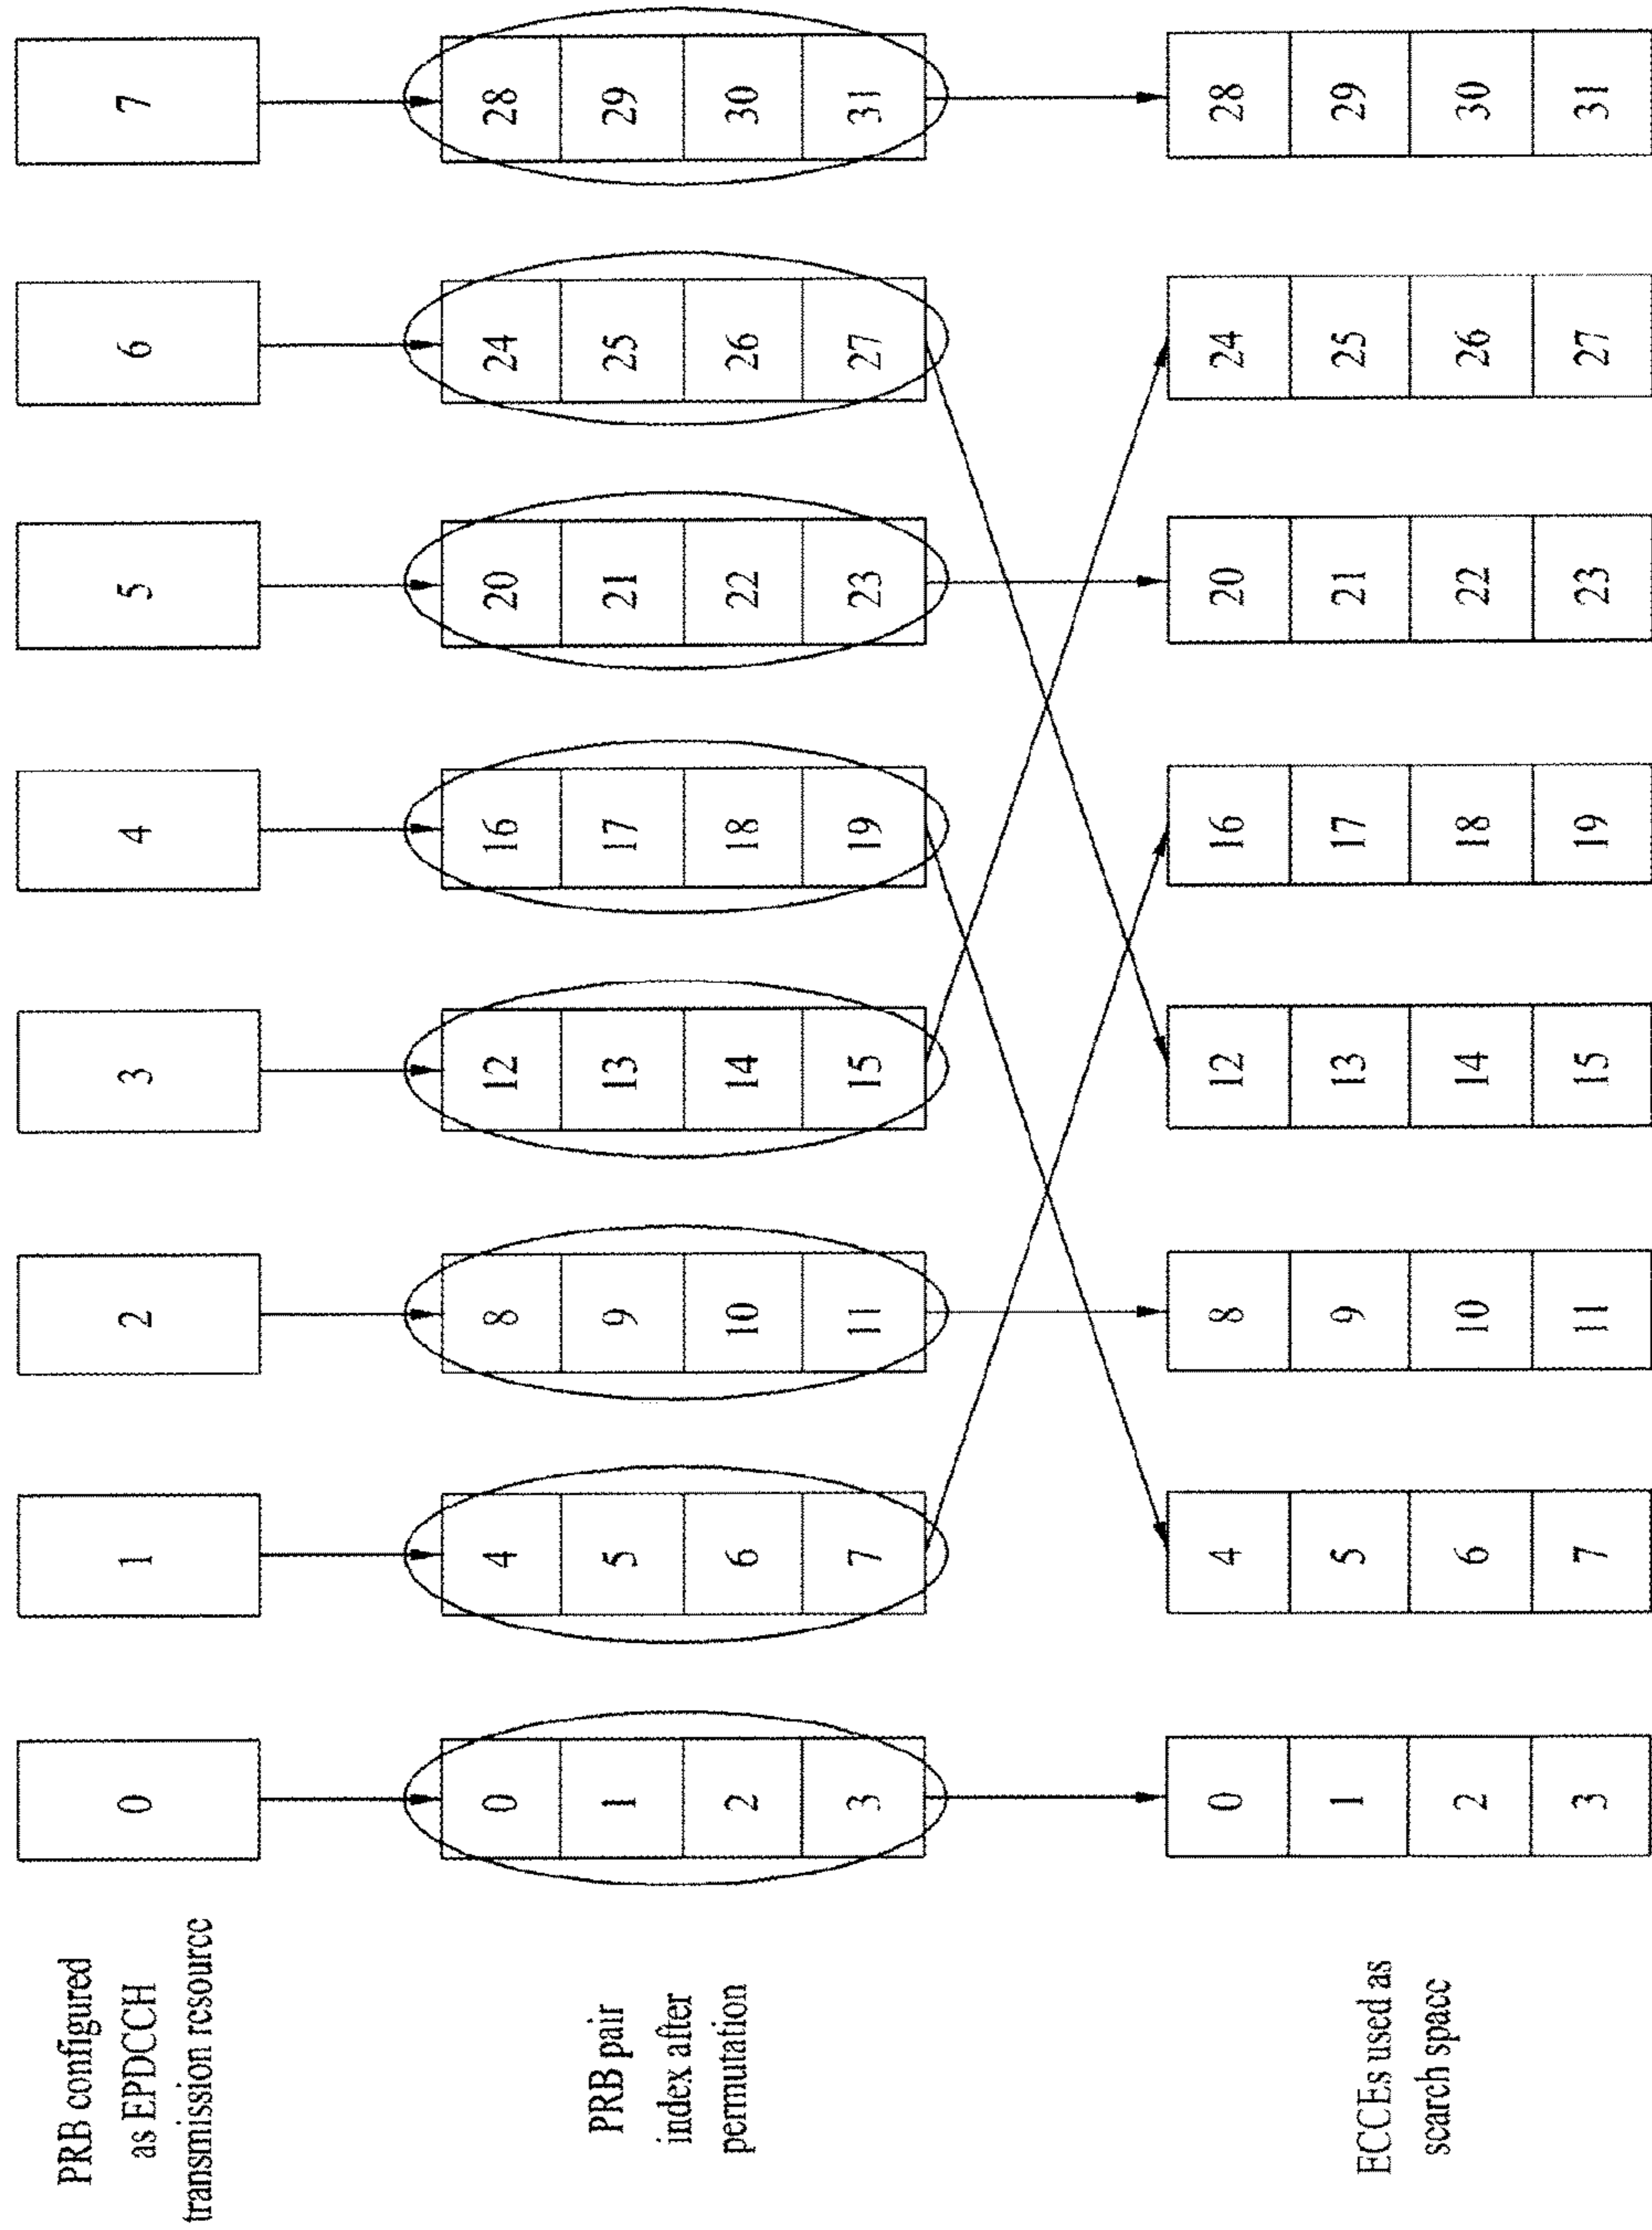 PRB configured
as EPDCCH
transmission resource
0 1 2 3 4 5 6 7
PRB pair
index after
permutation
0 4 8 12 16 20 24 28
1 5 9 13 17 21 25 29
2 6 10 14 18 22 26 30
3 7 11 15 19 23 27 31
ECCEs used as
search space
0 4 8 12 16 20 24 28
1 5 9 13 17 21 25 29
2 6 10 14 18 22 26 30
3 7 11 15 19 23 27 31